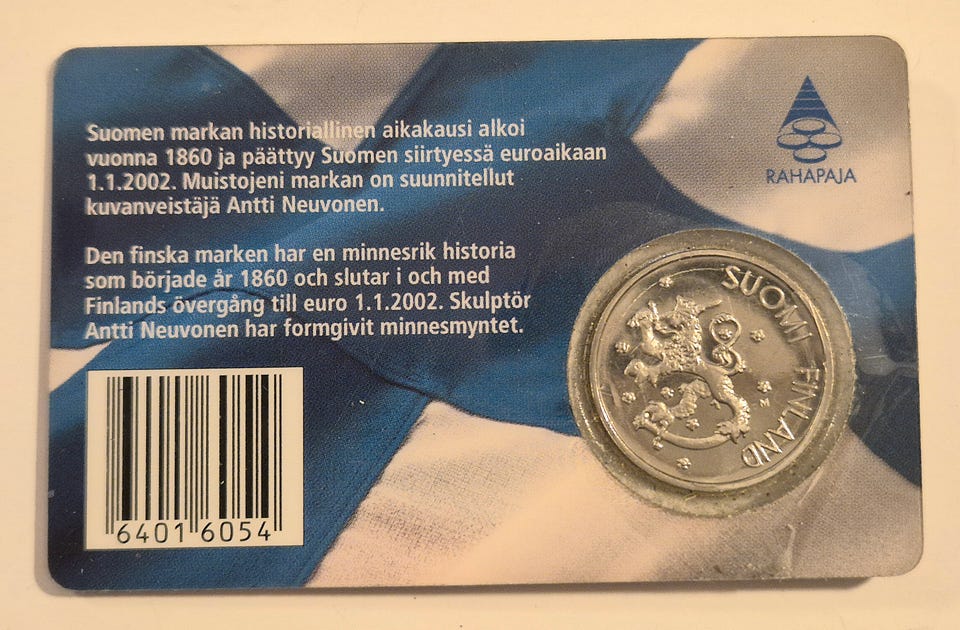 Suomen markan historiallinen aikakausi alkoi
vuonna 1860 ja päättyy Suomen siirtyessä euroaikaan
1.1.2002. Muistojeni markan on suunnitellut
kuvanveistäjä Antti Neuvonen.
Den finska marken har en minnesrik historia
som började år 1860 och slutar i och med
Finlands övergång till euro 1.1.2002. Skulptör
Antti Neuvonen har formgivit minnesmyntet.
RAHAPAJA
SUOMI FINLAND
M
6401 6054